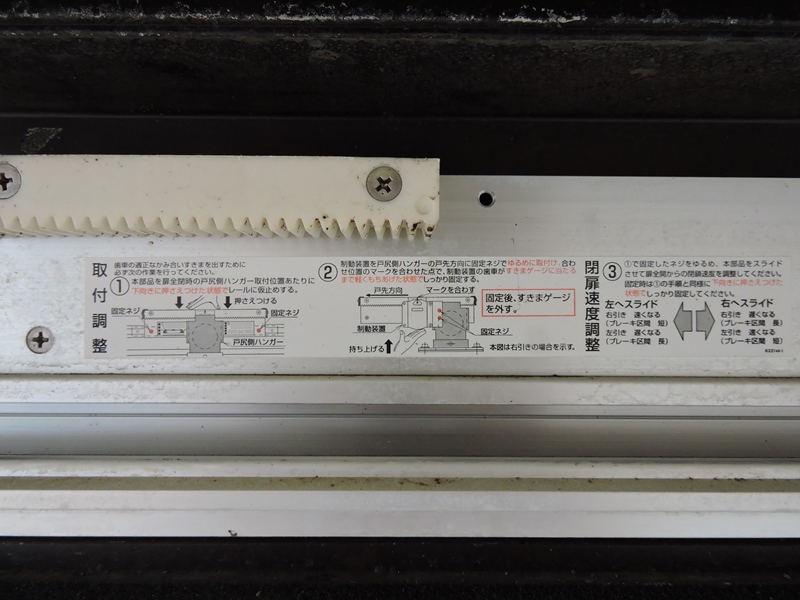 取付調整
歯車の適正なかみ合いすきまを出すために
必ず次の作業を行ってください。
① 本部品を扉全閉時の戸尻側ハンガー取付位置あたりに
下向きに押さえつけた状態でレールに仮止めする。
押さえつける
固定ネジ
固定ネジ
戸尻側ハンガー
② 制動装置を戸尻側ハンガーの戸先方向に固定ネジでゆるめに取付け、合わ
せ位置のマークを合わせた点で、制動装置の歯車がすきまゲージに当たる
まで軽くもちあげた状態でしっかり固定する。
戸先方向
マークを合わす
固定後、すきまゲージ
を外す。
制動装置
固定ネジ
持ち上げる
本図は右引きの場合を示す。
閉扉速度調整
③ ①で固定したネジをゆるめ、本部品をスライド
させて扉全開からの閉鎖速度を調整してください。
固定時は①の手順と同様に下向きに押さえつけた
状態でしっかり固定してください。
左へスライド
右引き 速くなる
(ブレーキ区間 短)
左引き 遅くなる
(ブレーキ区間 長)
右へスライド
右引き 遅くなる
(ブレーキ区間 長)
左引き 速くなる
(ブレーキ区間 短)